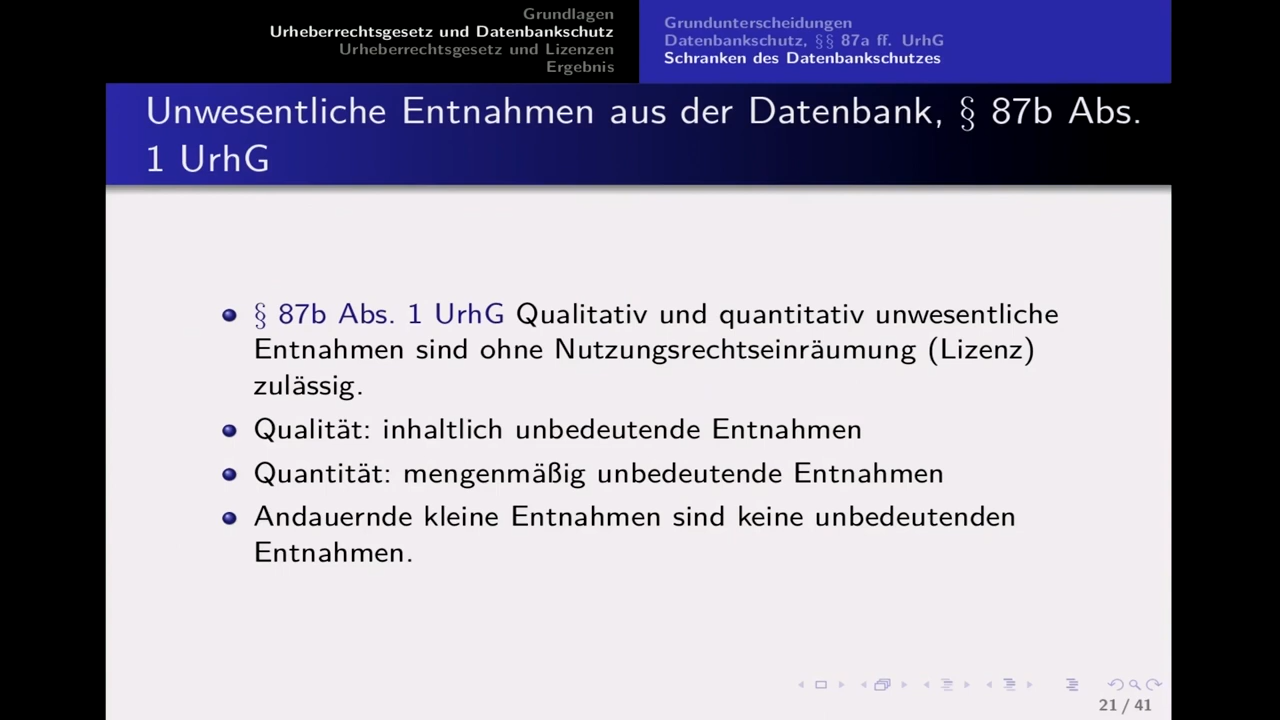 Grundlagen
Urheberrechtsgesetz und Datenbankschutz
Urheberrechtsgesetz und Lizenzen
Ergebnis
Grundunterscheidungen
Datenbankschutz, §§ 87a ff. UrhG
Schranken des Datenbankschutzes
Unwesentliche Entnahmen aus der Datenbank, § 87b Abs.
1 UrhG
§ 87b Abs. 1 UrhG Qualitativ und quantitativ unwesentliche
Entnahmen sind ohne Nutzungsrechtseinräumung (Lizenz)
zulässig.
Qualität: inhaltlich unbedeutende Entnahmen
Quantität: mengenmäßig unbedeutende Entnahmen
Andauernde kleine Entnahmen sind keine unbedeutenden
Entnahmen.
21 / 41